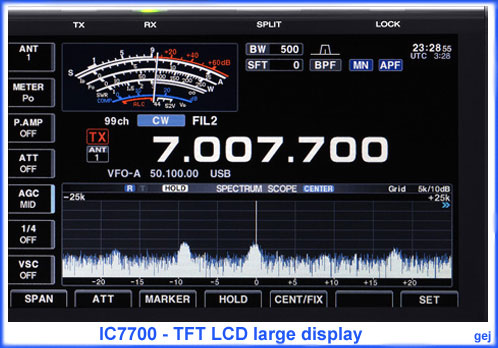 TX RX SPLIT LOCK
ANT 1
METER Po
P.AMP OFF
ATT OFF
AGC MID
1/4 OFF
VSC OFF
S 9 +20 +40 +60dB A
SWR
COMP
ALC
44 52V
BW 500
SFT 0
BPF MN APF
23:28 55
UTC 3:28
99ch CW FIL2
TX
ANT 1
7.007.700
VFO-A 50.100.00 USB
R T HOLD SPECTRUM SCOPE CENTER Grid 5k/10dB
-25k +25k
-20 -15 -10 -5 0 +5 +10 +15 +20
SPAN ATT MARKER HOLD CENT/FIX SET
IC7700 - TFT LCD large display
gej